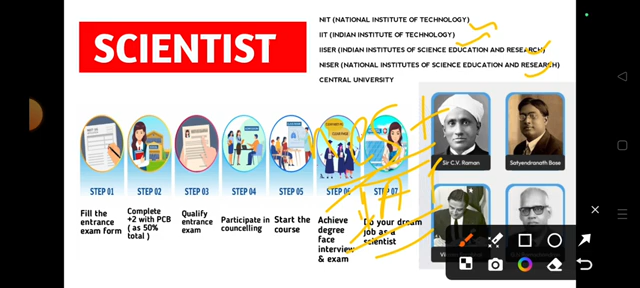 NIT (NATIONAL INSTITUTE OF TECHNOLOGY)
IIT (INDIAN INSTITUTE OF TECHNOLOGY)
IISER (INDIAN INSTITUTES OF SCIENCE EDUCATION AND RESEARCH)
NISER (NATIONAL INSTITUTES OF SCIENCE EDUCATION AND RESEARCH)
CENTRAL UNIVERSITY
SCIENTIST
Sir C.V. Raman
Satyendranath Bose
STEP 01
STEP 02
STEP 03
STEP 04
STEP 05
STEP 06
STEP 07
Fill the
entrance
exam form
Complete
+2 with PCB
( as 50%
total )
Qualify
entrance
exam
Participate in
councelling
Start the
course
Achieve
degree
face
interview
& exam
Do your dream
job as a
scientist